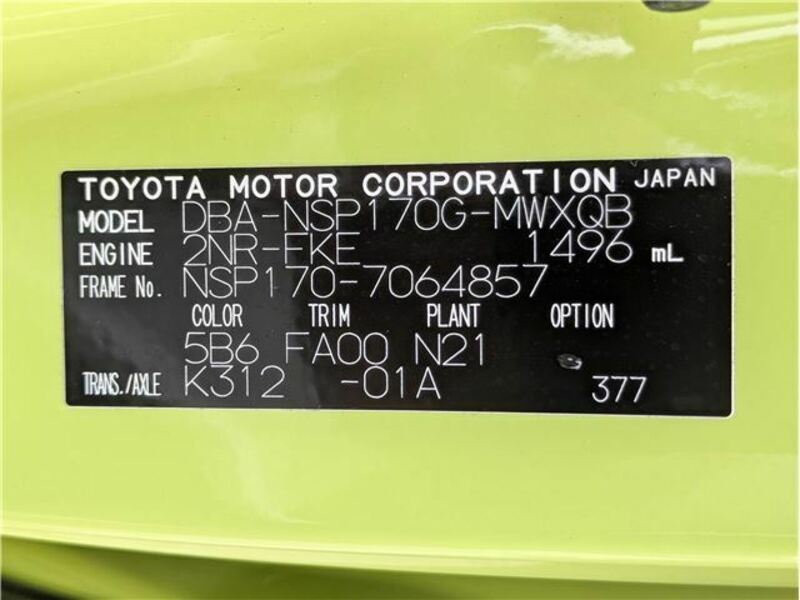 TOYOTA MOTOR CORPORATION JAPAN
MODEL DBA-NSP170G-MWXQB
ENGINE 2NR-FKE 1496 mL
FRAME No. NSP170-7064857
COLOR TRIM PLANT OPTION
5B6 FA00 N21
TRANS./AXLE K312 -01A 377